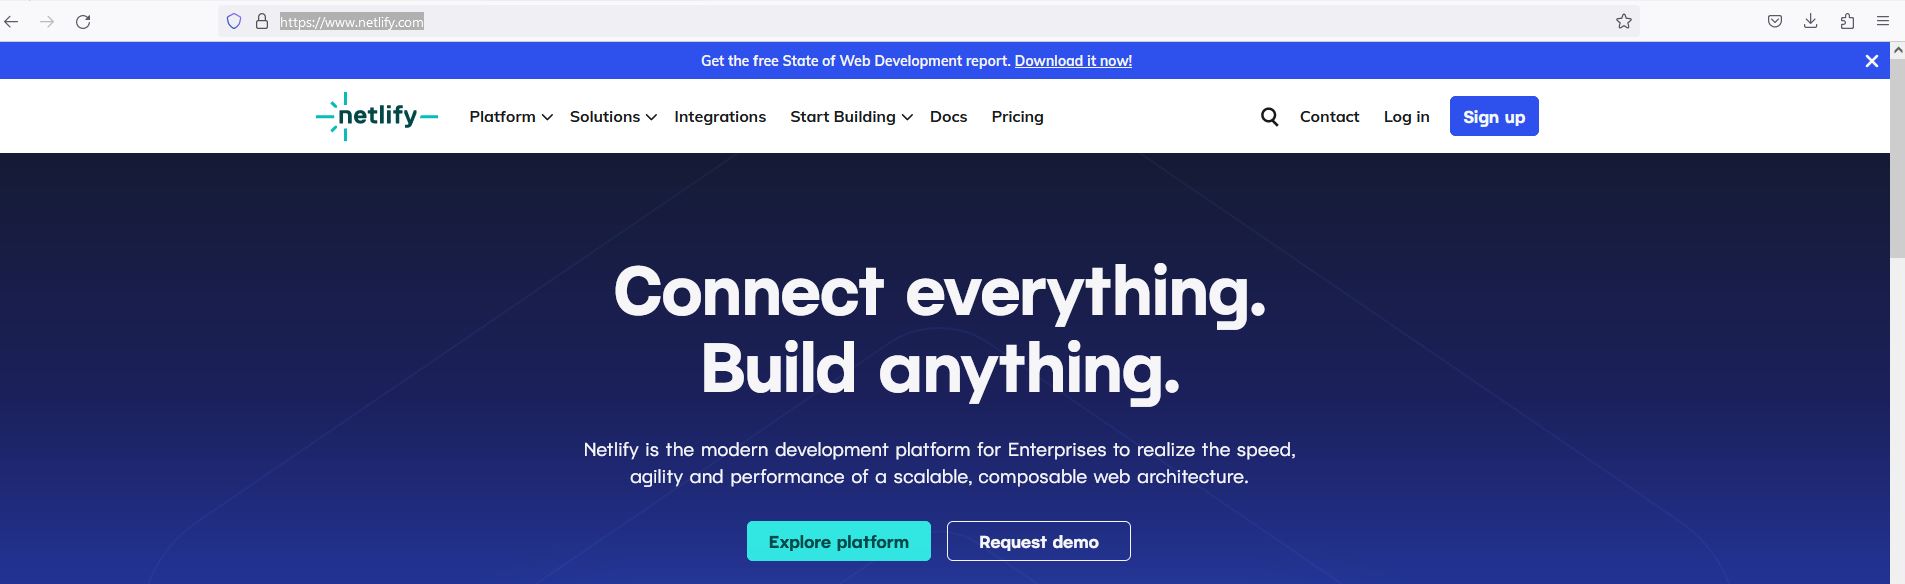 https://www.netlify.com
Get the free State of Web Development report. Download it now!
netlify Platform Solutions Integrations Start Building Docs Pricing Contact Log in Sign up
Connect everything.
Build anything.
Netlify is the modern development platform for Enterprises to realize the speed,
agility and performance of a scalable, composable web architecture.
Explore platform Request demo